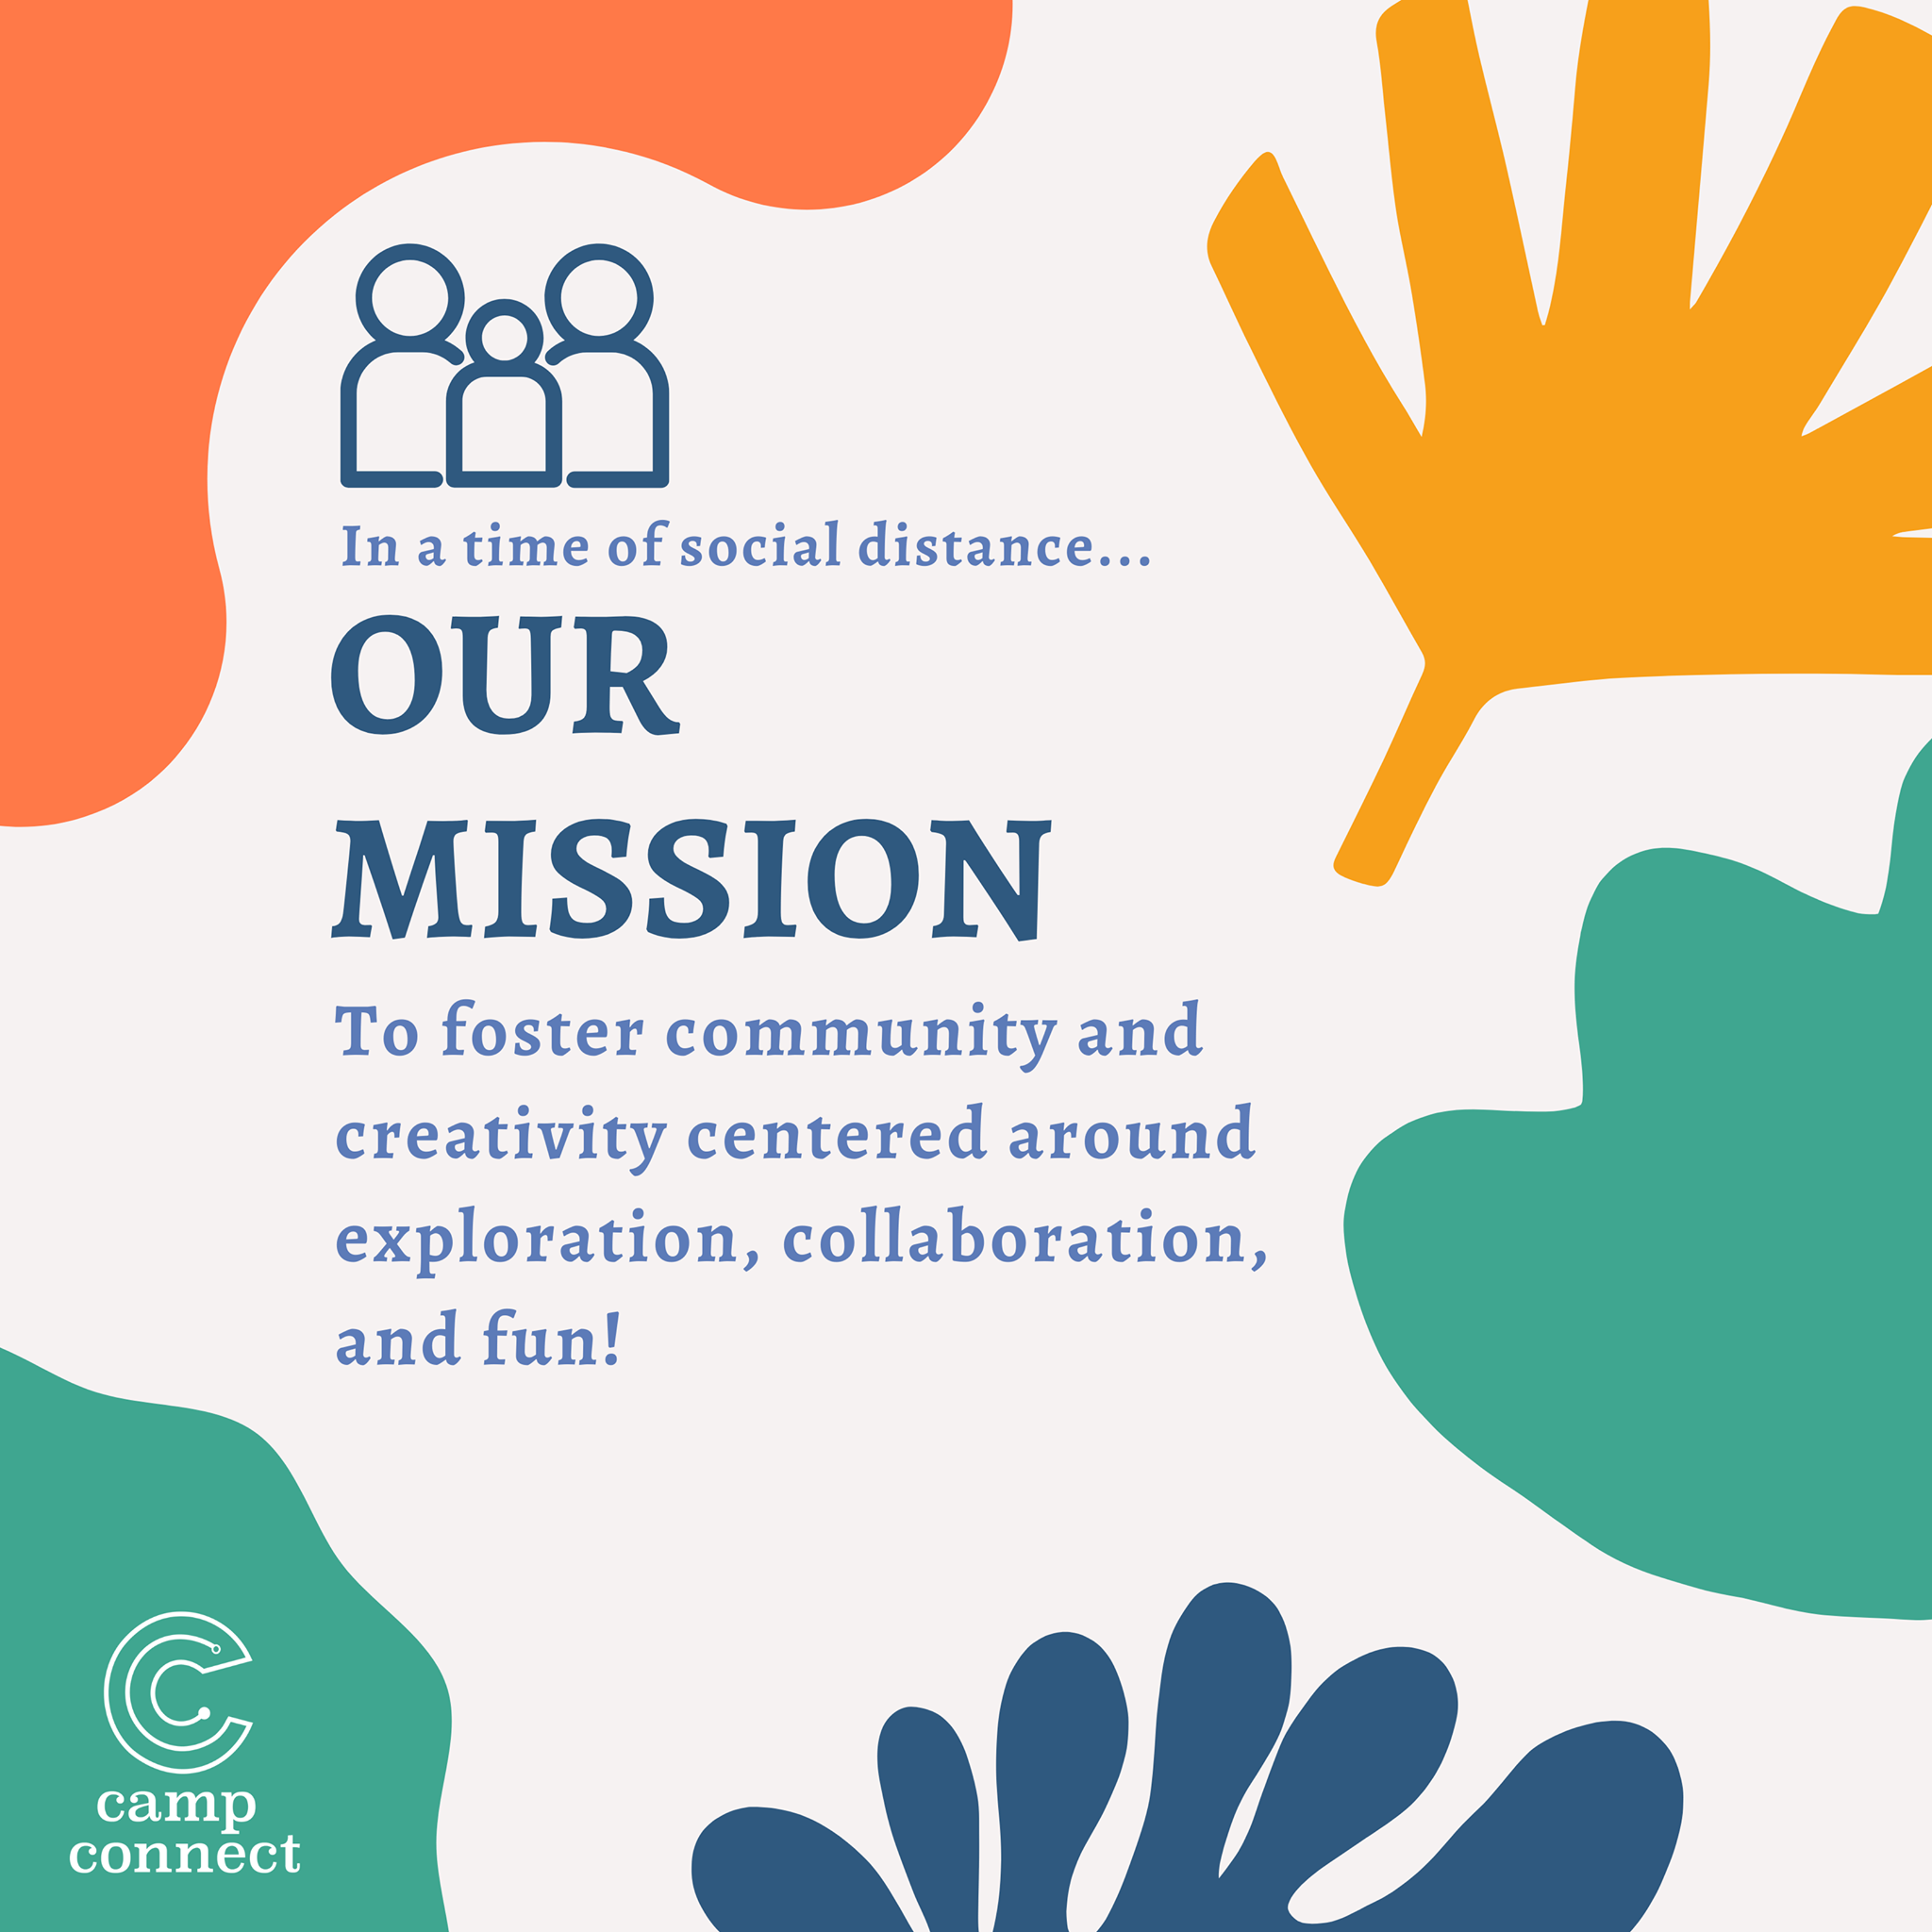 In a time of social distance...
OUR
MISSION
To foster community and
creativity centered around
exploration, collaboration,
and fun!
camp
connect